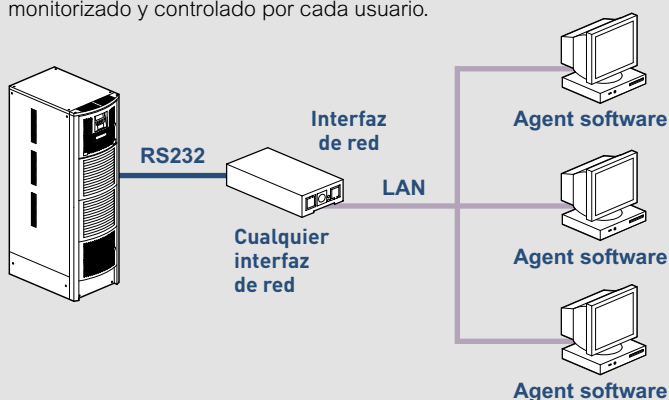 monitorizado y controlado por cada usuario.
Interfaz
de red
Agent software
RS232
LAN
Cualquier
interfaz
de red
Agent software
Agent software